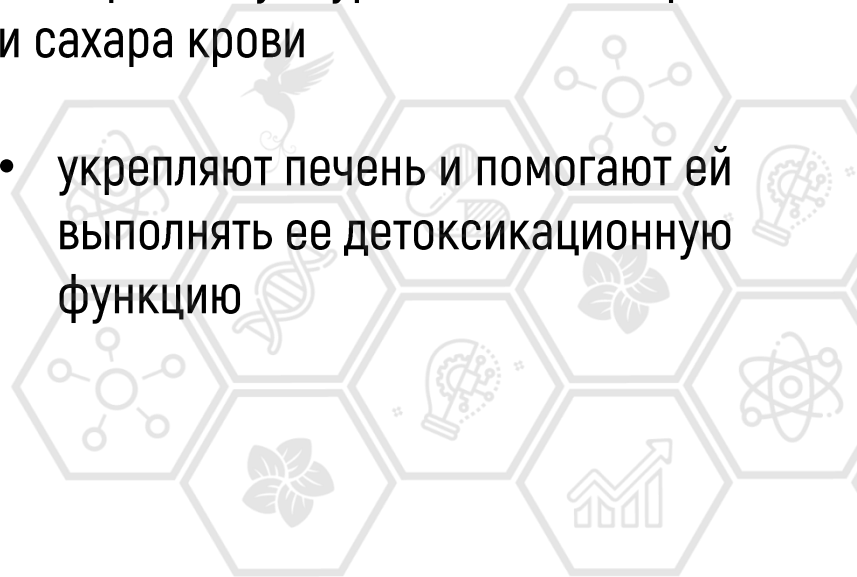 и сахара крови
• укрепляют печень и помогают ей
выполнять ее детоксикационную
функцию